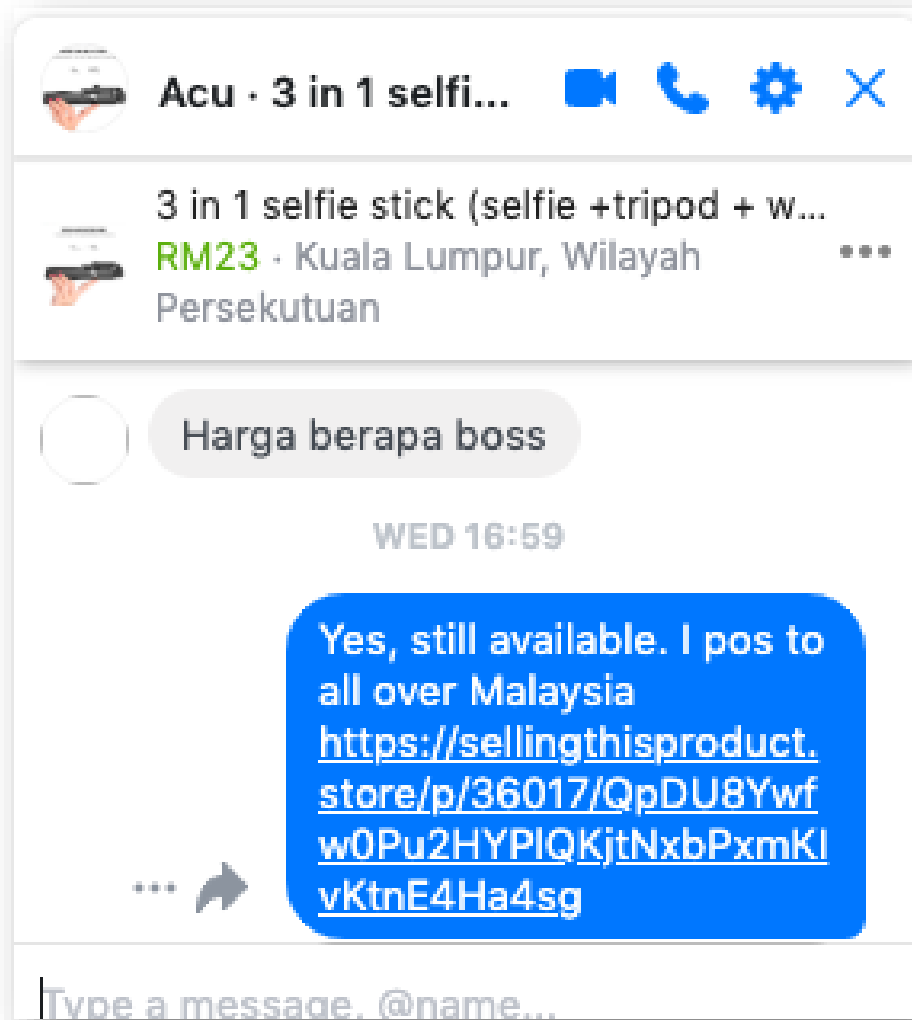 Acu · 3 in 1 selfi...
3 in 1 selfie stick (selfie +tripod + w...
RM23 · Kuala Lumpur, Wilayah
Persekutuan
Harga berapa boss
WED 16:59
Yes, still available. I pos to
all over Malaysia
https://sellingthisproduct.
store/p/36017/QpDU8Ywf
w0Pu2HYPlQKjtNxbPxmKl
vKtnE4Ha4sg
Type a message, @name...